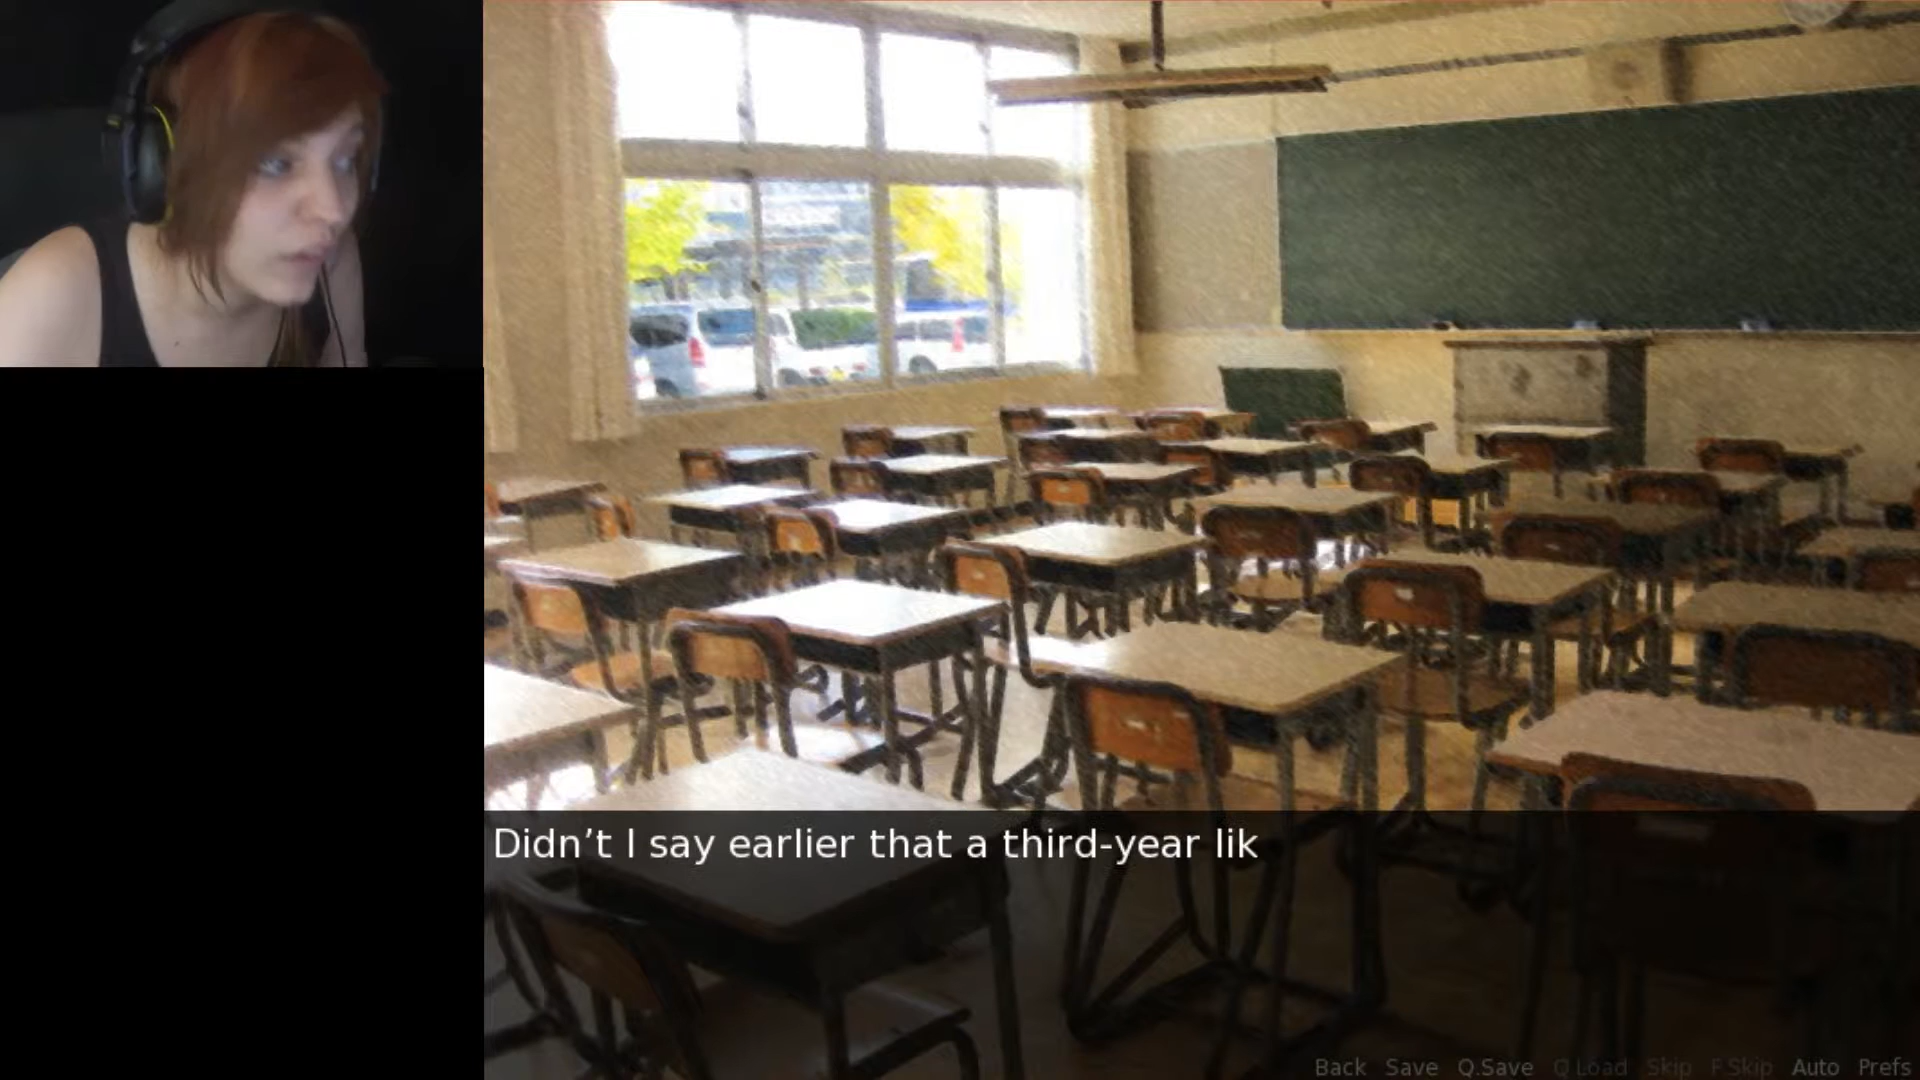 Didn’t I say earlier that a third-year lik
Back Save Q.Save Q.Load Skip F.Skip Auto Prefs